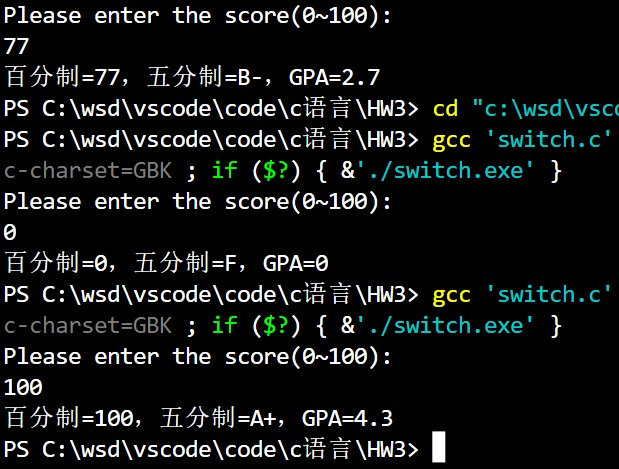 Please enter the score(0~100):
77
百分制=77，五分制=B-，GPA=2.7
PS C:\wsd\vscode\code\c语言\HW3> cd "c:\wsd\vsc
PS C:\wsd\vscode\code\c语言\HW3> gcc 'switch.c'
c-charset=GBK ; if ($?) { &'./switch.exe' }
Please enter the score(0~100):
0
百分制=0，五分制=F，GPA=0
PS C:\wsd\vscode\code\c语言\HW3> gcc 'switch.c'
c-charset=GBK ; if ($?) { &'./switch.exe' }
Please enter the score(0~100):
100
百分制=100，五分制=A+，GPA=4.3
PS C:\wsd\vscode\code\c语言\HW3>